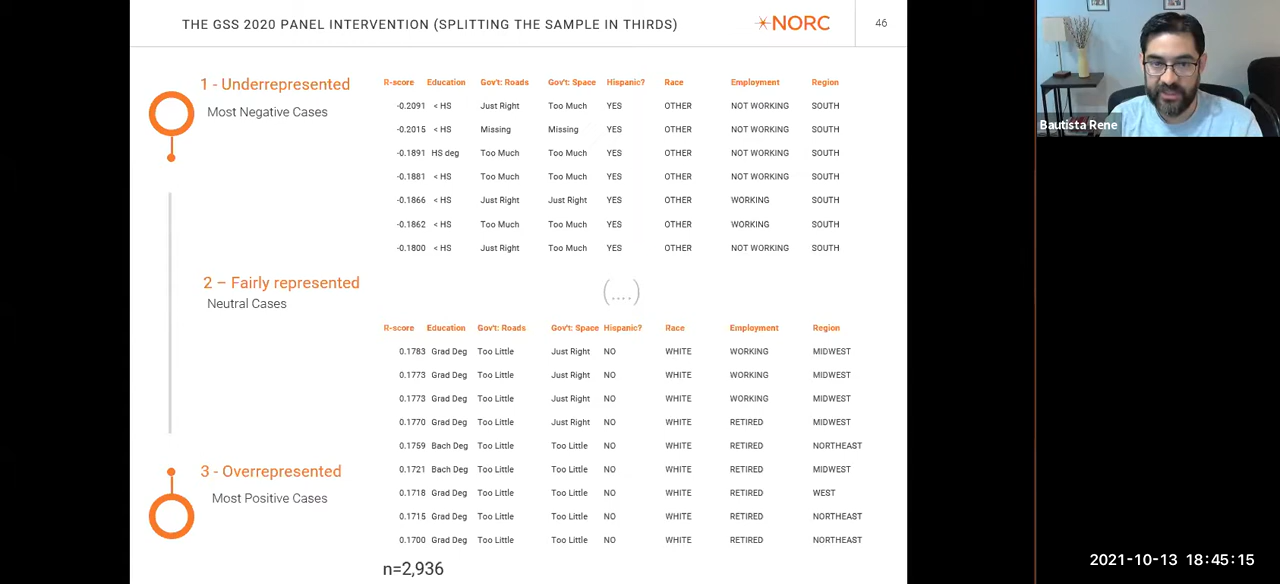 THE GSS 2020 PANEL INTERVENTION (SPLITTING THE SAMPLE IN THIRDS)
NORC
46
1 - Underrepresented
Most Negative Cases
R-score Education Gov't: Roads Gov't: Space Hispanic? Race Employment Region
-0.2091 < HS Just Right Too Much YES OTHER NOT WORKING SOUTH
-0.2015 < HS Missing Missing YES OTHER NOT WORKING SOUTH
-0.1891 HS deg Too Much Too Much YES OTHER NOT WORKING SOUTH
-0.1881 < HS Too Much Too Much YES OTHER NOT WORKING SOUTH
-0.1866 < HS Just Right Just Right YES OTHER WORKING SOUTH
-0.1862 < HS Too Much Too Much YES OTHER WORKING SOUTH
-0.1800 < HS Just Right Too Much YES OTHER NOT WORKING SOUTH
2 – Fairly represented
Neutral Cases
(....)
R-score Education Gov't: Roads Gov't: Space Hispanic? Race Employment Region
0.1783 Grad Deg Too Little Just Right NO WHITE WORKING MIDWEST
0.1773 Grad Deg Too Little Just Right NO WHITE WORKING MIDWEST
0.1773 Grad Deg Too Little Just Right NO WHITE WORKING MIDWEST
0.1770 Grad Deg Too Little Just Right NO WHITE RETIRED MIDWEST
0.1759 Bach Deg Too Little Too Little NO WHITE RETIRED NORTHEAST
0.1721 Bach Deg Too Little Too Little NO WHITE RETIRED MIDWEST
0.1718 Grad Deg Too Little Too Little NO WHITE RETIRED WEST
0.1715 Grad Deg Too Little Too Little NO WHITE RETIRED NORTHEAST
0.1700 Grad Deg Too Little Too Little NO WHITE RETIRED NORTHEAST
3 - Overrepresented
Most Positive Cases
n=2,936
Bautista Rene
2021-10-13 18:45:15